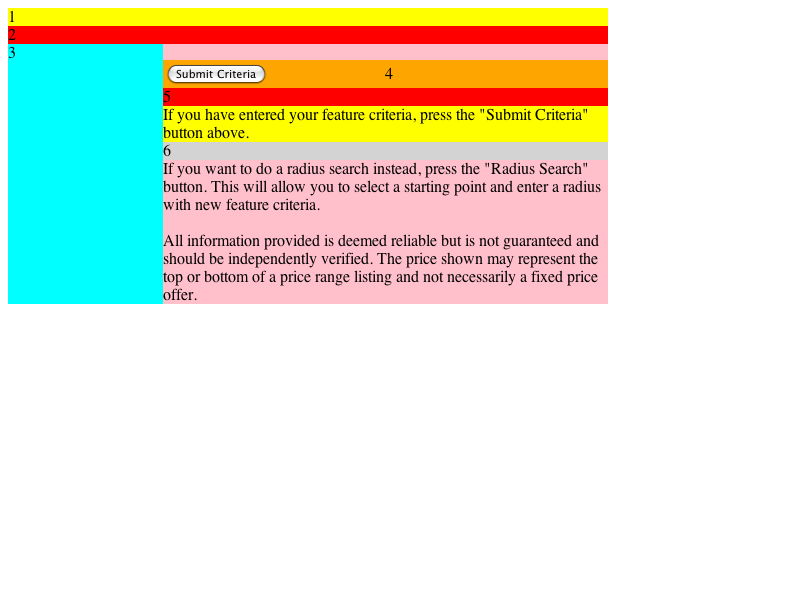 1
2
3
Submit Criteria 4
5
If you have entered your feature criteria, press the "Submit Criteria"
button above.
6
If you want to do a radius search instead, press the "Radius Search"
button. This will allow you to select a starting point and enter a radius
with new feature criteria.
All information provided is deemed reliable but is not guaranteed and
should be independently verified. The price shown may represent the
top or bottom of a price range listing and not necessarily a fixed price
offer.